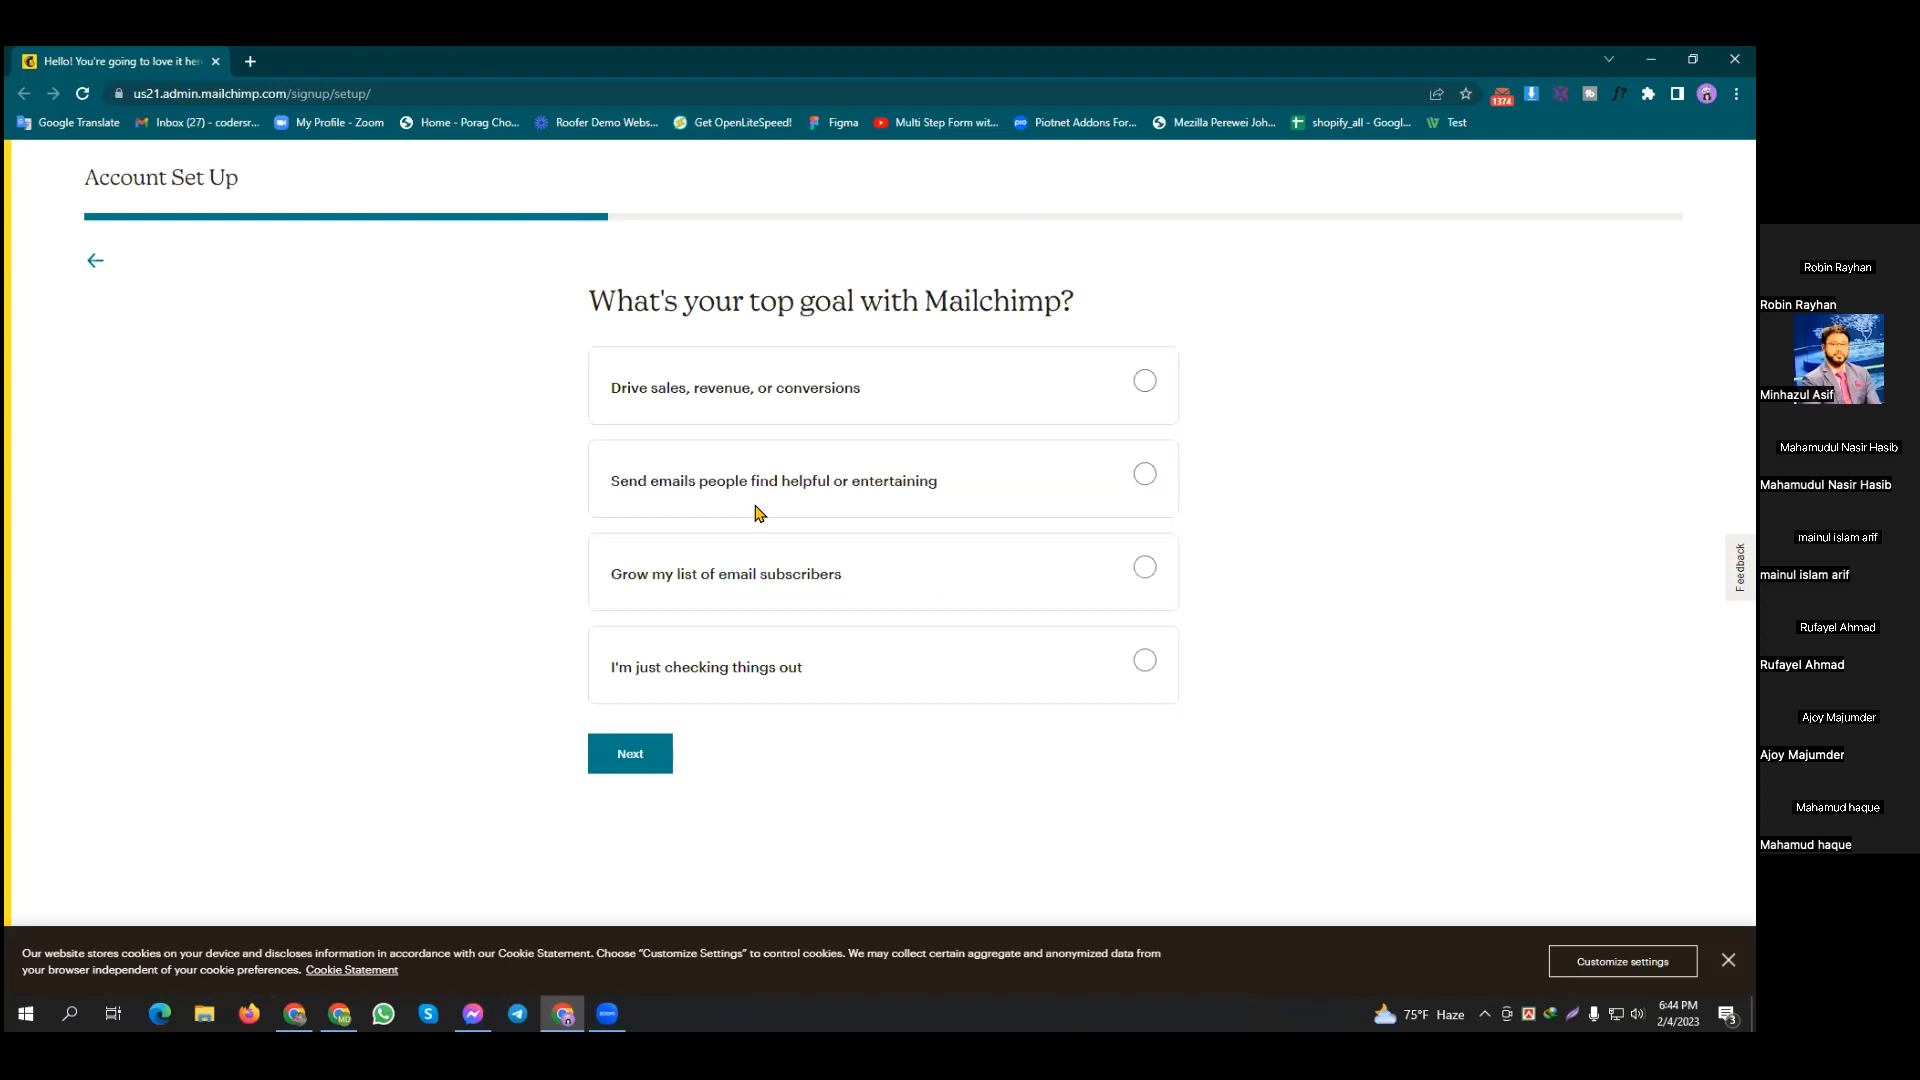 Hello! You're going to love it her
us21.admin.mailchimp.com/signup/setup/
1374
Google Translate
Inbox (27) - codersr...
My Profile - Zoom
Home - Porag Cho...
Roofer Demo Webs...
Get OpenLiteSpeed!
Figma
Multi Step Form wit...
Piotnet Addons For...
Mezilla Perewei Joh...
shopify_all - Googl...
Test
Account Set Up
What's your top goal with Mailchimp?
Drive sales, revenue, or conversions
Send emails people find helpful or entertaining
Grow my list of email subscribers
I'm just checking things out
Next
Feedback
Our website stores cookies on your device and discloses information in accordance with our Cookie Statement. Choose “Customize Settings” to control cookies. We may collect certain aggregate and anonymized data from
your browser independent of your cookie preferences. Cookie Statement
Customize settings
zoom
75°F Haze
6:44 PM
2/4/2023
3
Robin Rayhan
Robin Rayhan
Minhazul Asif
Mahamudul Nasir Hasib
Mahamudul Nasir Hasib
mainul islam arif
mainul islam arif
Rufayel Ahmad
Rufayel Ahmad
Ajoy Majumder
Ajoy Majumder
Mahamud haque
Mahamud haque